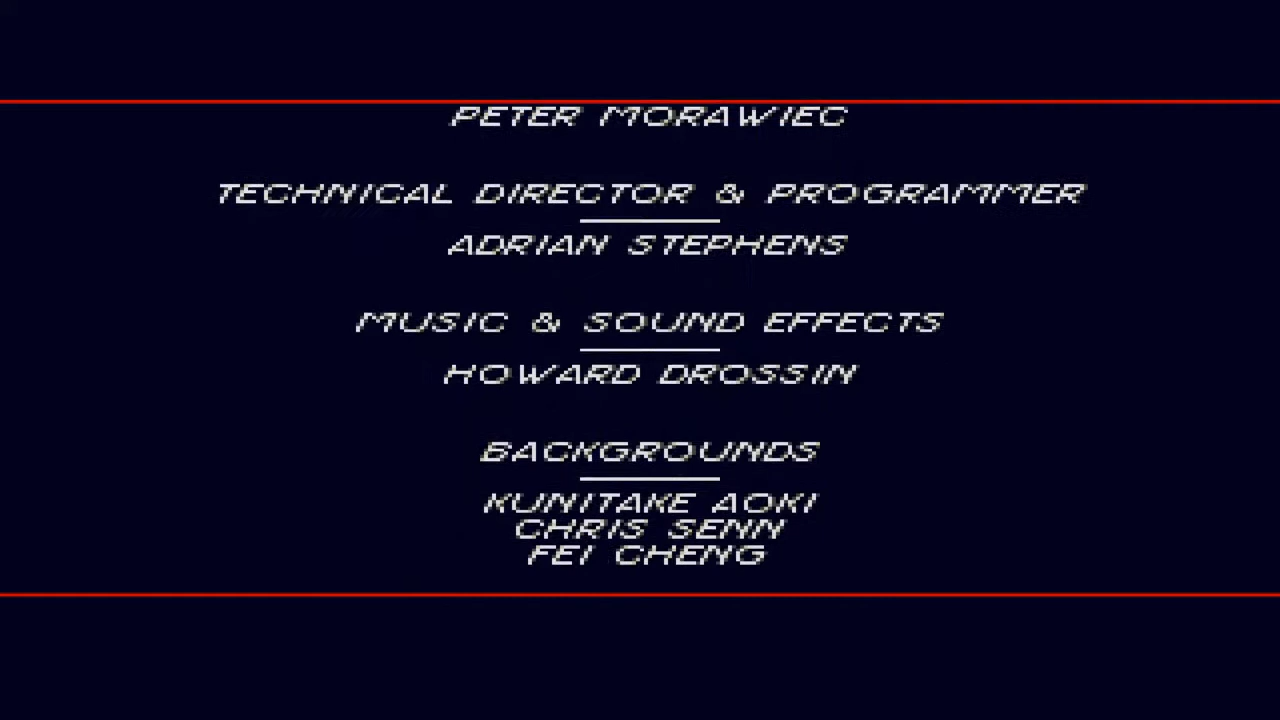 PETER MORAWIEC
TECHNICAL DIRECTOR & PROGRAMMER
ADRIAN STEPHENS
MUSIC & SOUND EFFECTS
HOWARD DROSSIN
BACKGROUNDS
KUNITAKE AOKI
CHRIS SENN
FEI CHENG